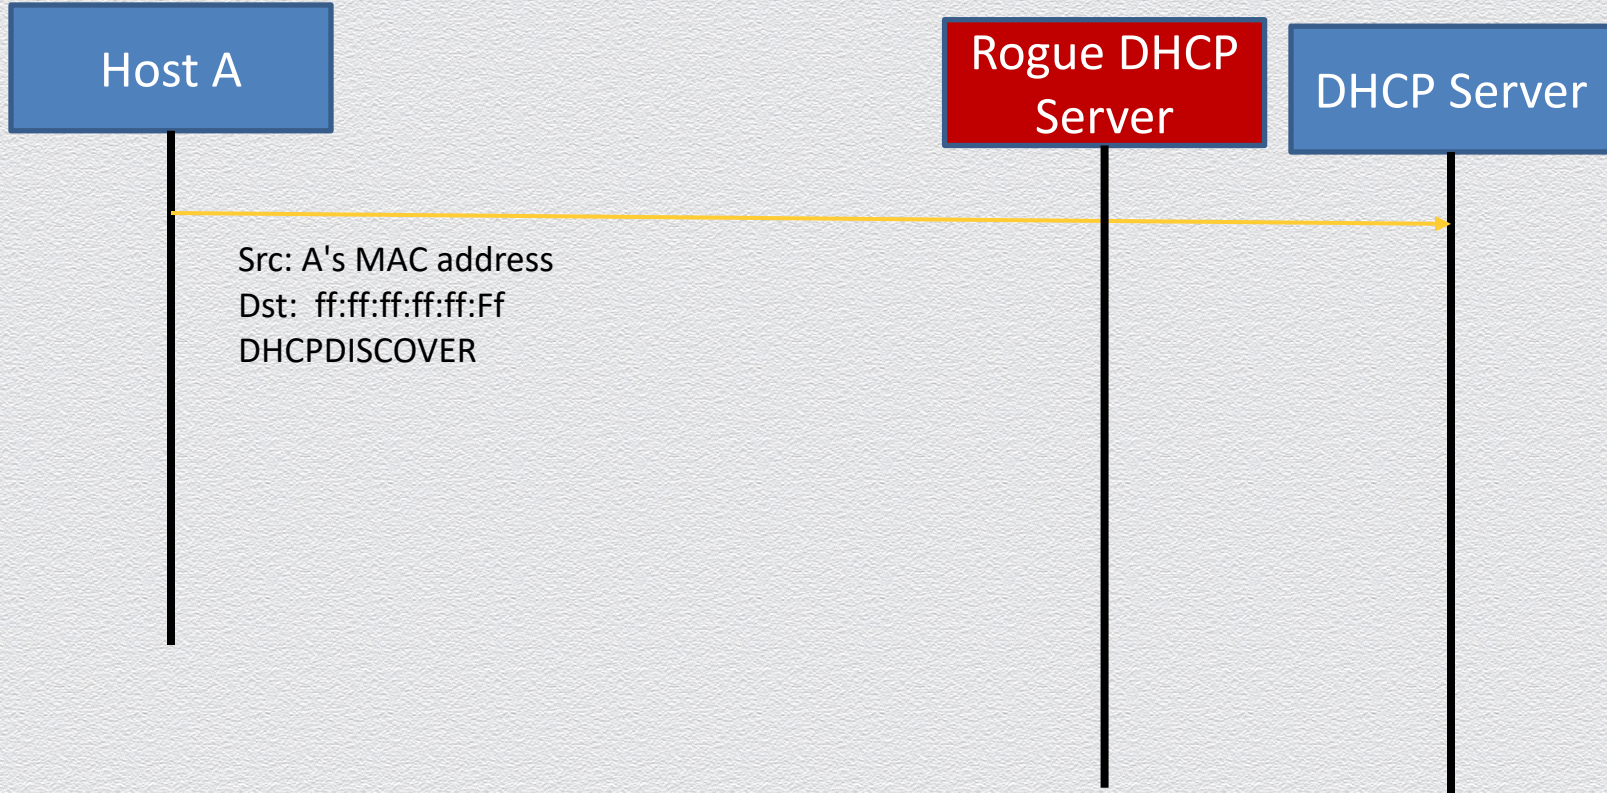 Host A
Rogue DHCP
Server
DHCP Server
Src: A's MAC address
Dst:  ff:ff:ff:ff:ff:Ff
DHCPDISCOVER